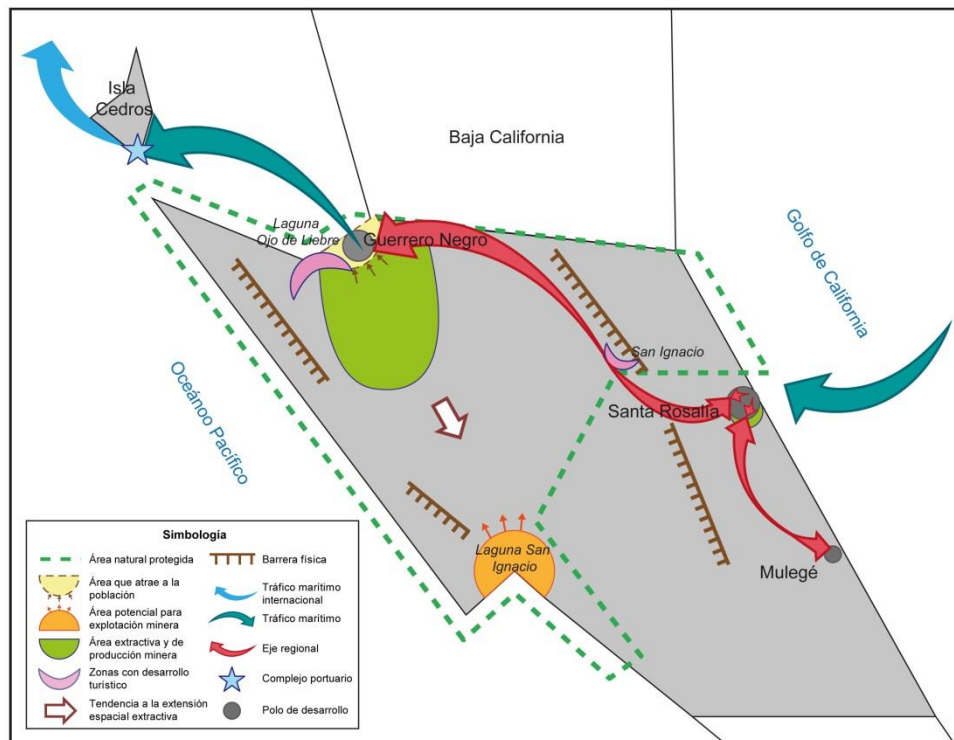 Isla
Cedros
Baja California
Golfo de California
Laguna
Ojo de Liebre
Guerrero Negro
San Ignacio
Santa Rosalía
Océanoo Pacífico
Laguna San
Ignacio
Mulegé
Simbología
Área natural protegida
Área que atrae a la
población
Área potencial para
explotación minera
Área extractiva y de
producción minera
Zonas con desarrollo
turístico
Tendencia a la extensión
espacial extractiva
Barrera física
Tráfico marítimo
internacional
Tráfico marítimo
Eje regional
Complejo portuario
Polo de desarrollo